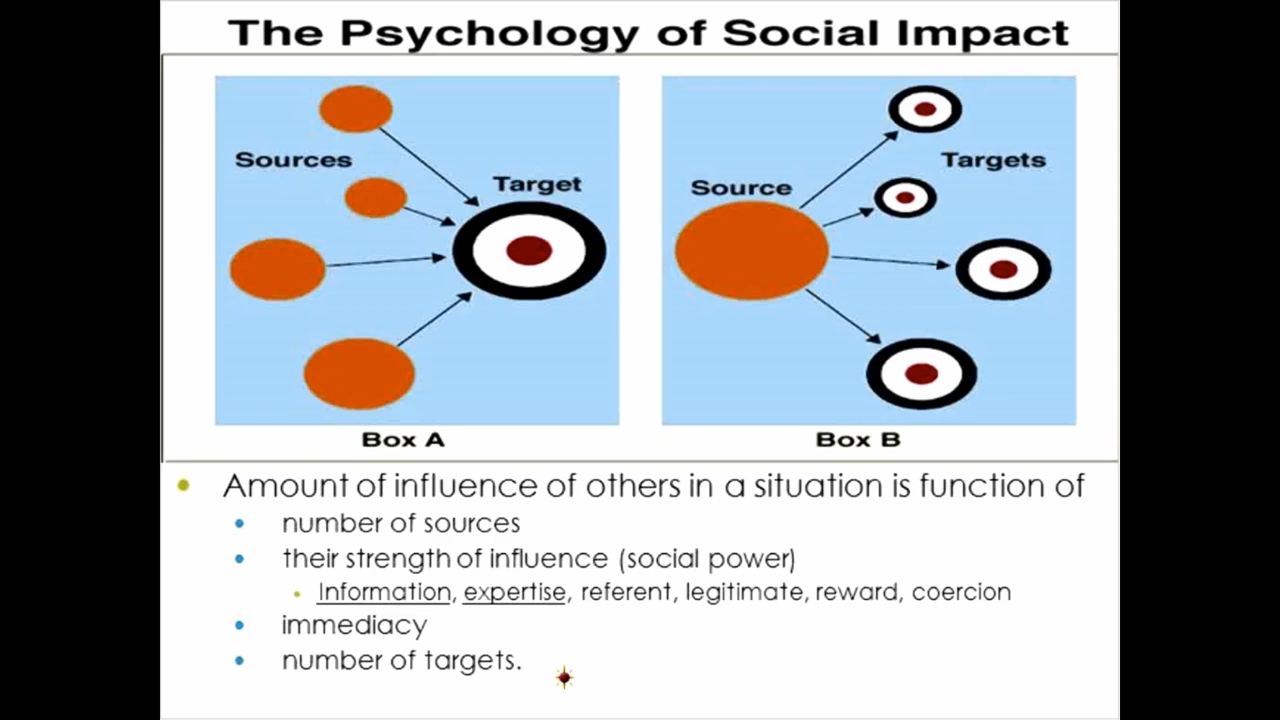 The Psychology of Social Impact
Sources
Target
Box A
Source
Targets
Box B
Amount of influence of others in a situation is function of
number of sources
their strength of influence (social power)
Information, expertise, referent, legitimate, reward, coercion
immediacy
number of targets.